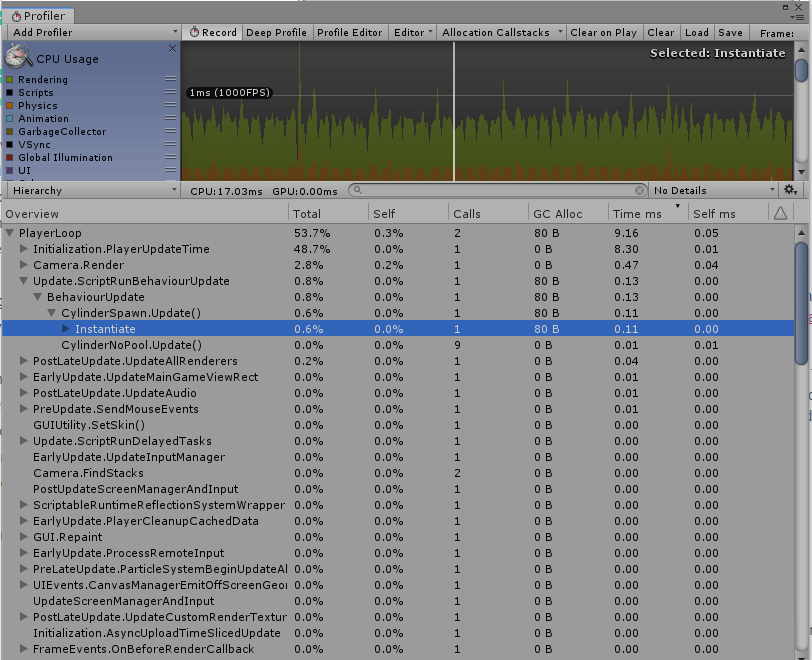 Profiler
Add Profiler Record Deep Profile Profile Editor Editor Allocation Callstacks Clear on Play Clear Load Save Frame:
CPU Usage
Selected: Instantiate
Rendering
Scripts
1ms (1000FPS)
Physics
Animation
GarbageCollector
VSync
Global Illumination
UI
Hierarchy CPU:17.03ms GPU:0.00ms No Details
Overview Total Self Calls GC Alloc Time ms Self ms
PlayerLoop 53.7% 0.3% 2 80 B 9.16 0.05
Initialization.PlayerUpdateTime 48.7% 0.0% 1 0 B 8.30 0.01
Camera.Render 2.8% 0.2% 1 0 B 0.47 0.04
Update.ScriptRunBehaviourUpdate 0.8% 0.0% 1 80 B 0.13 0.00
BehaviourUpdate 0.8% 0.0% 1 80 B 0.13 0.00
CylinderSpawn.Update() 0.6% 0.0% 1 80 B 0.11 0.00
Instantiate 0.6% 0.0% 1 80 B 0.11 0.00
CylinderNoPool.Update() 0.0% 0.0% 9 0 B 0.01 0.01
PostLateUpdate.UpdateAllRenderers 0.2% 0.0% 1 0 B 0.04 0.00
EarlyUpdate.UpdateMainGameViewRect 0.0% 0.0% 1 0 B 0.01 0.00
PostLateUpdate.UpdateAudio 0.0% 0.0% 1 0 B 0.01 0.00
PreUpdate.SendMouseEvents 0.0% 0.0% 1 0 B 0.01 0.00
GUIUtility.SetSkin() 0.0% 0.0% 1 0 B 0.00 0.00
Update.ScriptRunDelayedTasks 0.0% 0.0% 1 0 B 0.00 0.00
EarlyUpdate.UpdateInputManager 0.0% 0.0% 1 0 B 0.00 0.00
Camera.FindStacks 0.0% 0.0% 2 0 B 0.00 0.00
PostUpdateScreenManagerAndInput 0.0% 0.0% 1 0 B 0.00 0.00
ScriptableRuntimeReflectionSystemWrapper 0.0% 0.0% 1 0 B 0.00 0.00
EarlyUpdate.PlayerCleanupCachedData 0.0% 0.0% 1 0 B 0.00 0.00
GUI.Repaint 0.0% 0.0% 1 0 B 0.00 0.00
EarlyUpdate.ProcessRemoteInput 0.0% 0.0% 1 0 B 0.00 0.00
PreLateUpdate.ParticleSystemBeginUpdateAl 0.0% 0.0% 1 0 B 0.00 0.00
UIEvents.CanvasManagerEmitOffScreenGeor 0.0% 0.0% 1 0 B 0.00 0.00
UpdateScreenManagerAndInput 0.0% 0.0% 1 0 B 0.00 0.00
PostLateUpdate.UpdateCustomRenderTextur 0.0% 0.0% 1 0 B 0.00 0.00
Initialization.AsyncUploadTimeSlicedUpdate 0.0% 0.0% 1 0 B 0.00 0.00
FrameEvents.OnBeforeRenderCallback 0.0% 0.0% 1 0 B 0.00 0.00